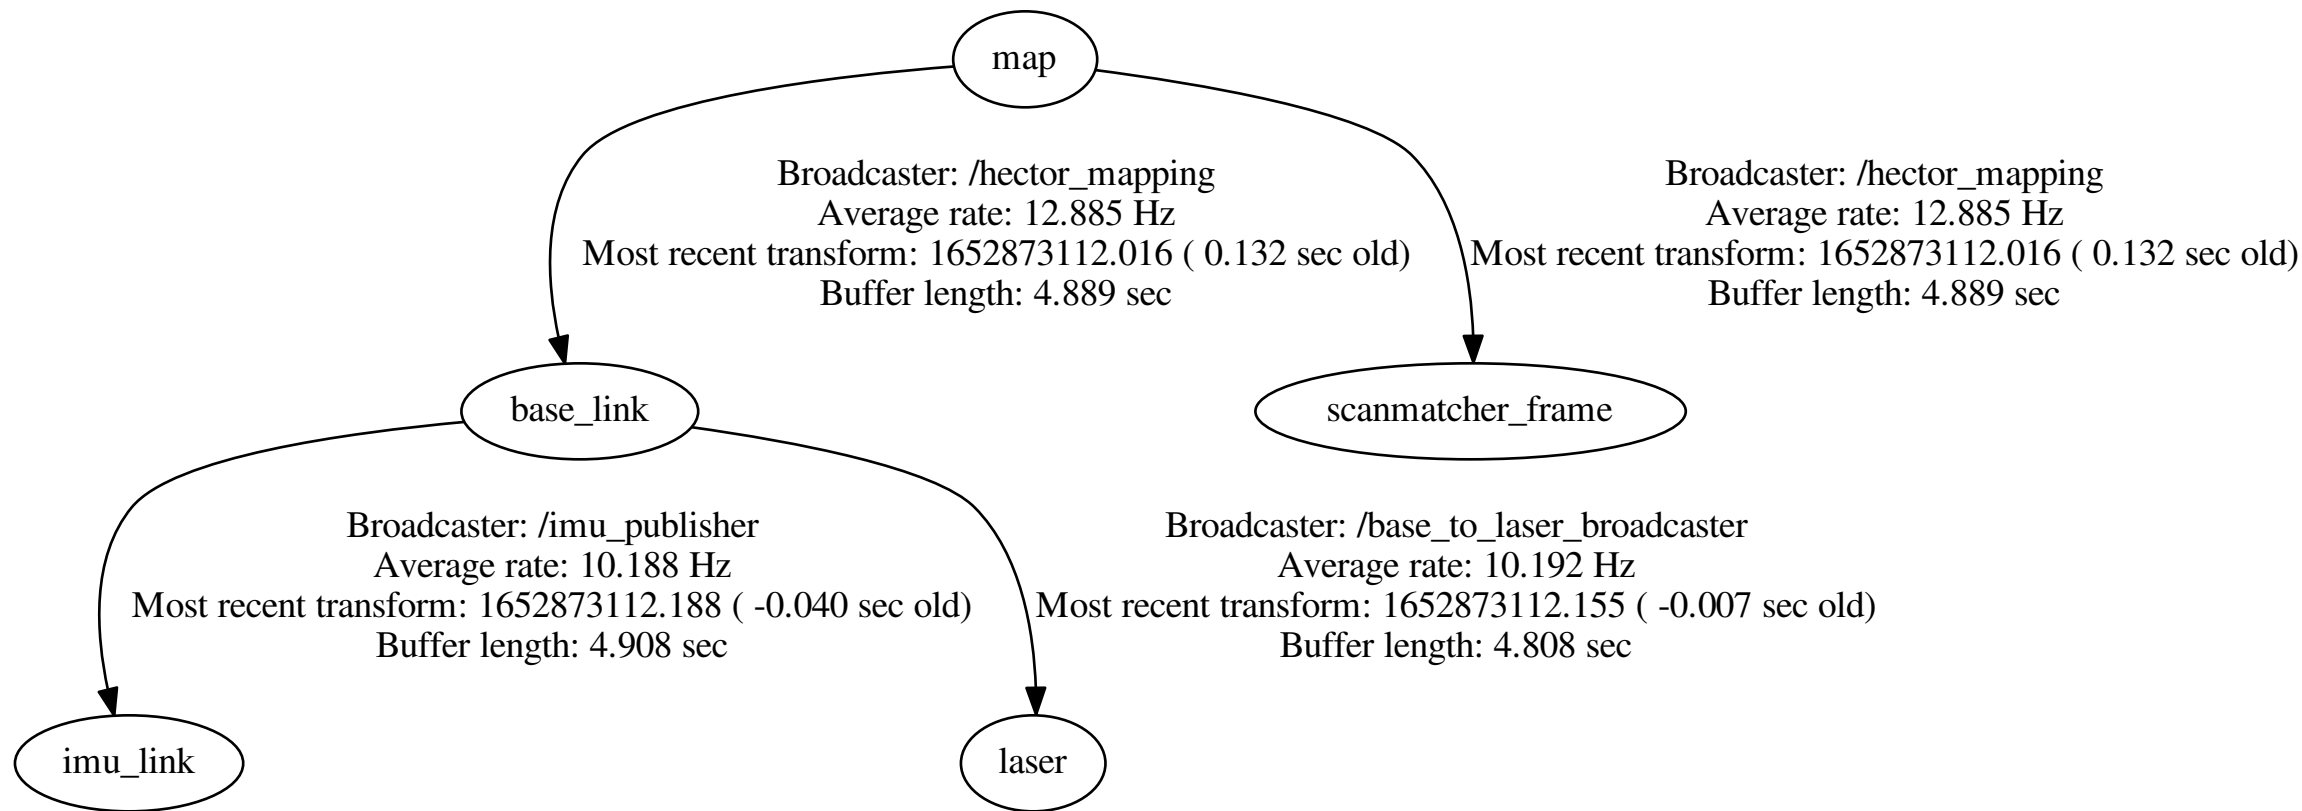 map
Broadcaster: /hector_mapping
Average rate: 12.885 Hz
Most recent transform: 1652873112.016 ( 0.132 sec old)
Buffer length: 4.889 sec
Broadcaster: /hector_mapping
Average rate: 12.885 Hz
Most recent transform: 1652873112.016 ( 0.132 sec old)
Buffer length: 4.889 sec
base_link
scanmatcher_frame
Broadcaster: /imu_publisher
Average rate: 10.188 Hz
Most recent transform: 1652873112.188 ( -0.040 sec old)
Buffer length: 4.908 sec
Broadcaster: /base_to_laser_broadcaster
Average rate: 10.192 Hz
Most recent transform: 1652873112.155 ( -0.007 sec old)
Buffer length: 4.808 sec
imu_link
laser